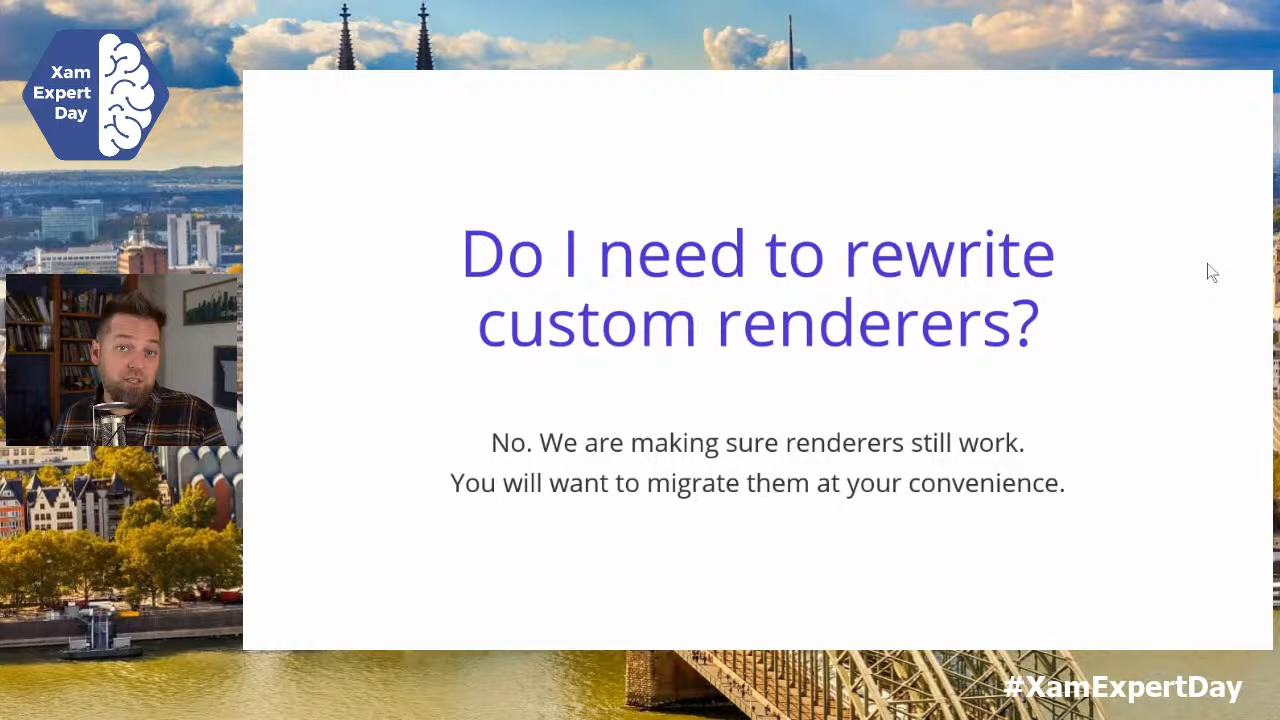 Xam
Expert
Day
Do I need to rewrite
custom renderers?
No. We are making sure renderers still work.
You will want to migrate them at your convenience.
#XamExpertDay